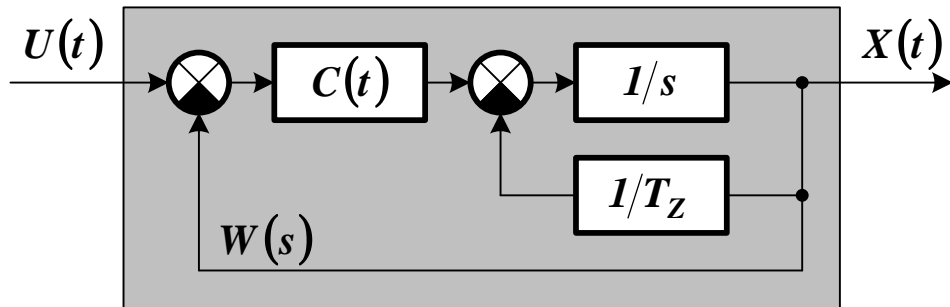 U(t)
C(t)
1/s
X(t)
1/T_Z
W(s)